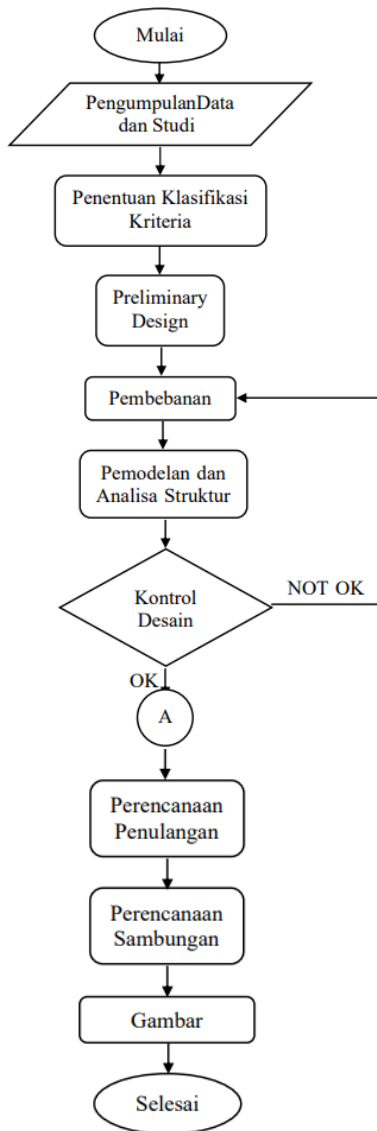 Mulai
PengumpulanData
dan Studi
Penentuan Klasifikasi
Kriteria
Preliminary
Design
Pembebanan
Pemodelan dan
Analisa Struktur
Kontrol
Desain
NOT OK
OK
A
Perencanaan
Penulangan
Perencanaan
Sambungan
Gambar
Selesai